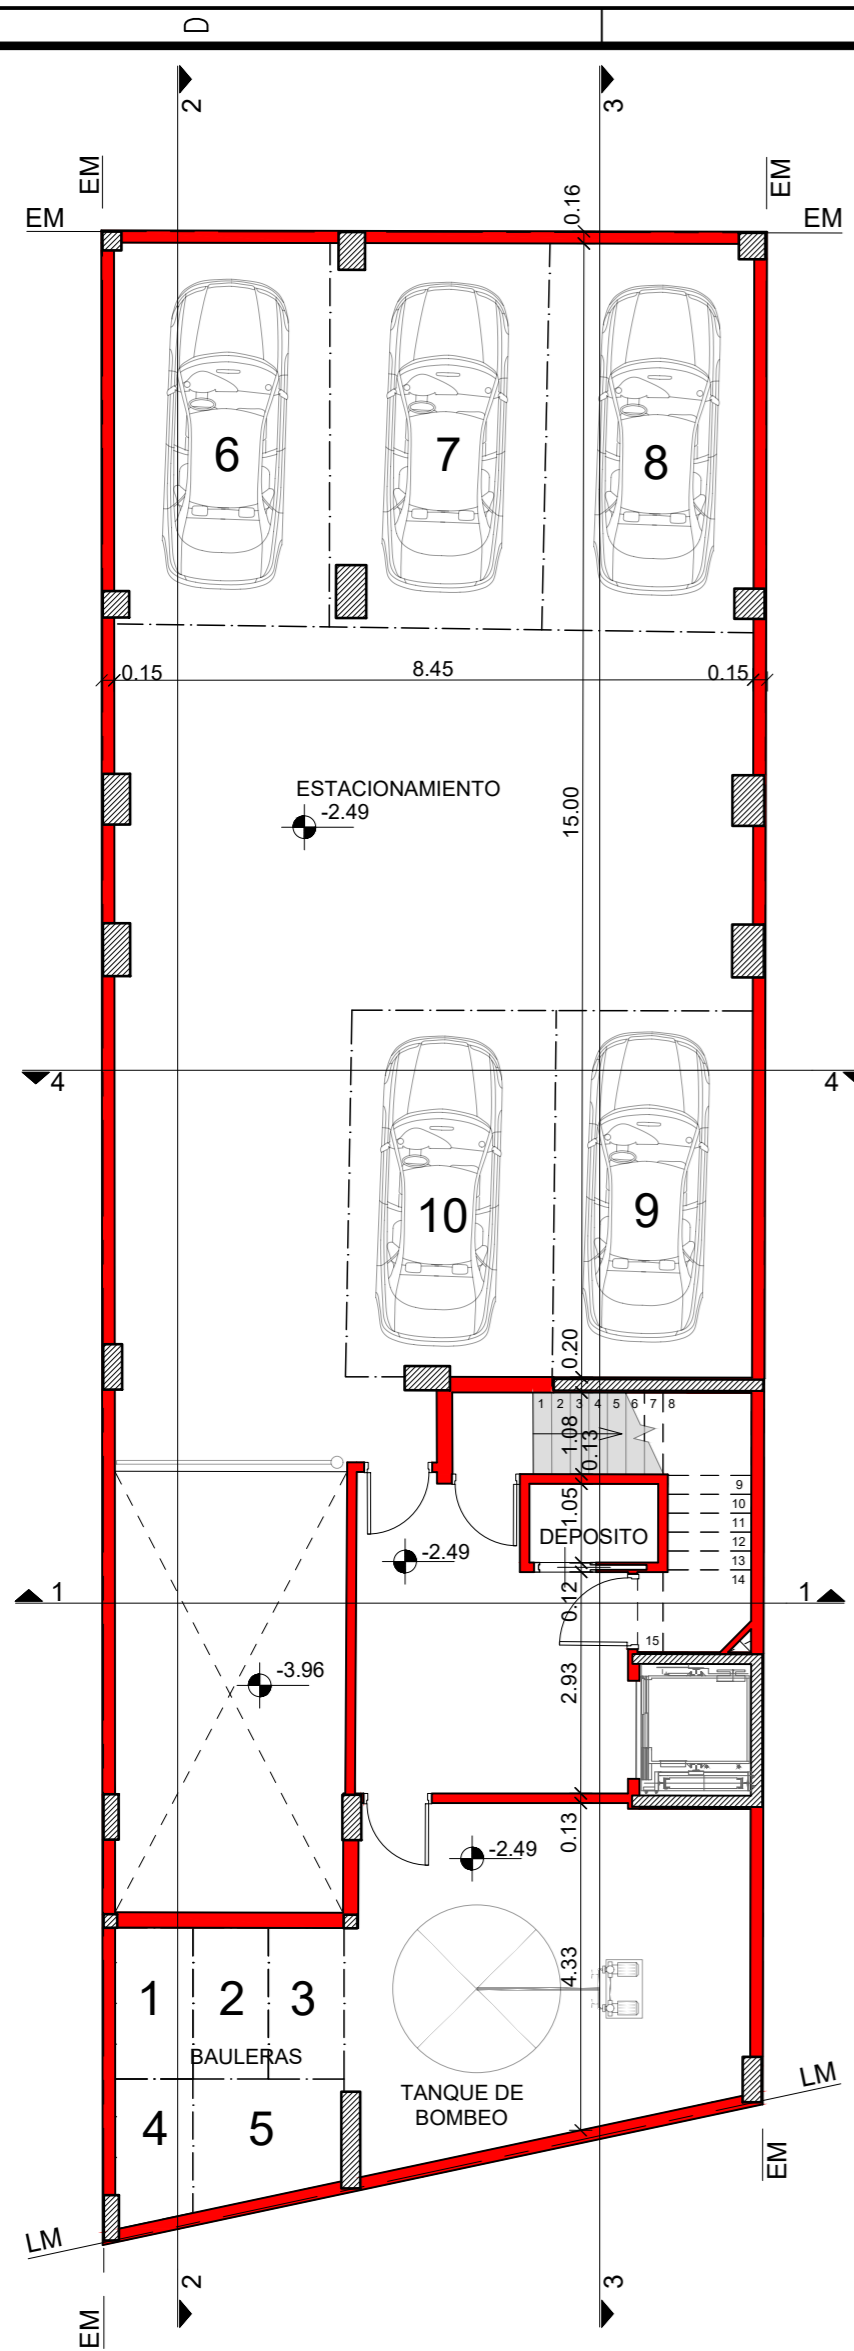 D
2
3
EM
EM
EM
EM
0.16
6
7
8
0.15
8.45
0.15
ESTACIONAMIENTO
-2.49
15.00
4
4
10
9
0.20
1 2 3 4 5 6 7 8
1.08
0.13
9
10
11
12
13
14
1.05
DEPOSITO
-2.49
0.12
1
1
15
-3.96
2.93
0.13
-2.49
4.33
1
2
3
BAULERAS
4
5
TANQUE DE
BOMBEO
LM
EM
LM
2
3
EM